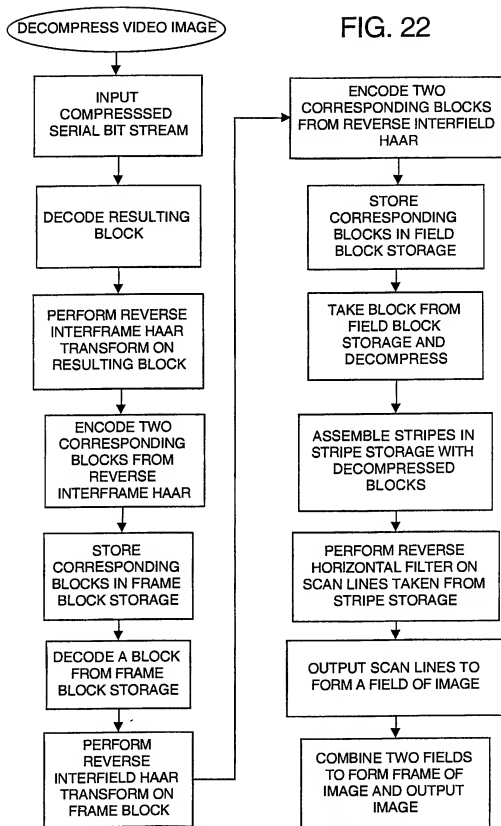 FIG. 22
DECOMPRESS VIDEO IMAGE
INPUT
COMPRESSSED
SERIAL BIT STREAM
DECODE RESULTING
BLOCK
PERFORM REVERSE
INTERFRAME HAAR
TRANSFORM ON
RESULTING BLOCK
ENCODE TWO
CORRESPONDING
BLOCKS FROM
REVERSE
INTERFRAME HAAR
STORE
CORRESPONDING
BLOCKS IN FRAME
BLOCK STORAGE
DECODE A BLOCK
FROM FRAME
BLOCK STORAGE
PERFORM
REVERSE
INTERFIELD HAAR
TRANSFORM ON
FRAME BLOCK
ENCODE TWO
CORRESPONDING BLOCKS
FROM REVERSE INTERFIELD
HAAR
STORE
CORRESPONDING
BLOCKS IN FIELD
BLOCK STORAGE
TAKE BLOCK FROM
FIELD BLOCK
STORAGE AND
DECOMPRESS
ASSEMBLE STRIPES IN
STRIPE STORAGE WITH
DECOMPRESSED
BLOCKS
PERFORM REVERSE
HORIZONTAL FILTER ON
SCAN LINES TAKEN FROM
STRIPE STORAGE
OUTPUT SCAN LINES TO
FORM A FIELD OF IMAGE
COMBINE TWO FIELDS
TO FORM FRAME OF
IMAGE AND OUTPUT
IMAGE